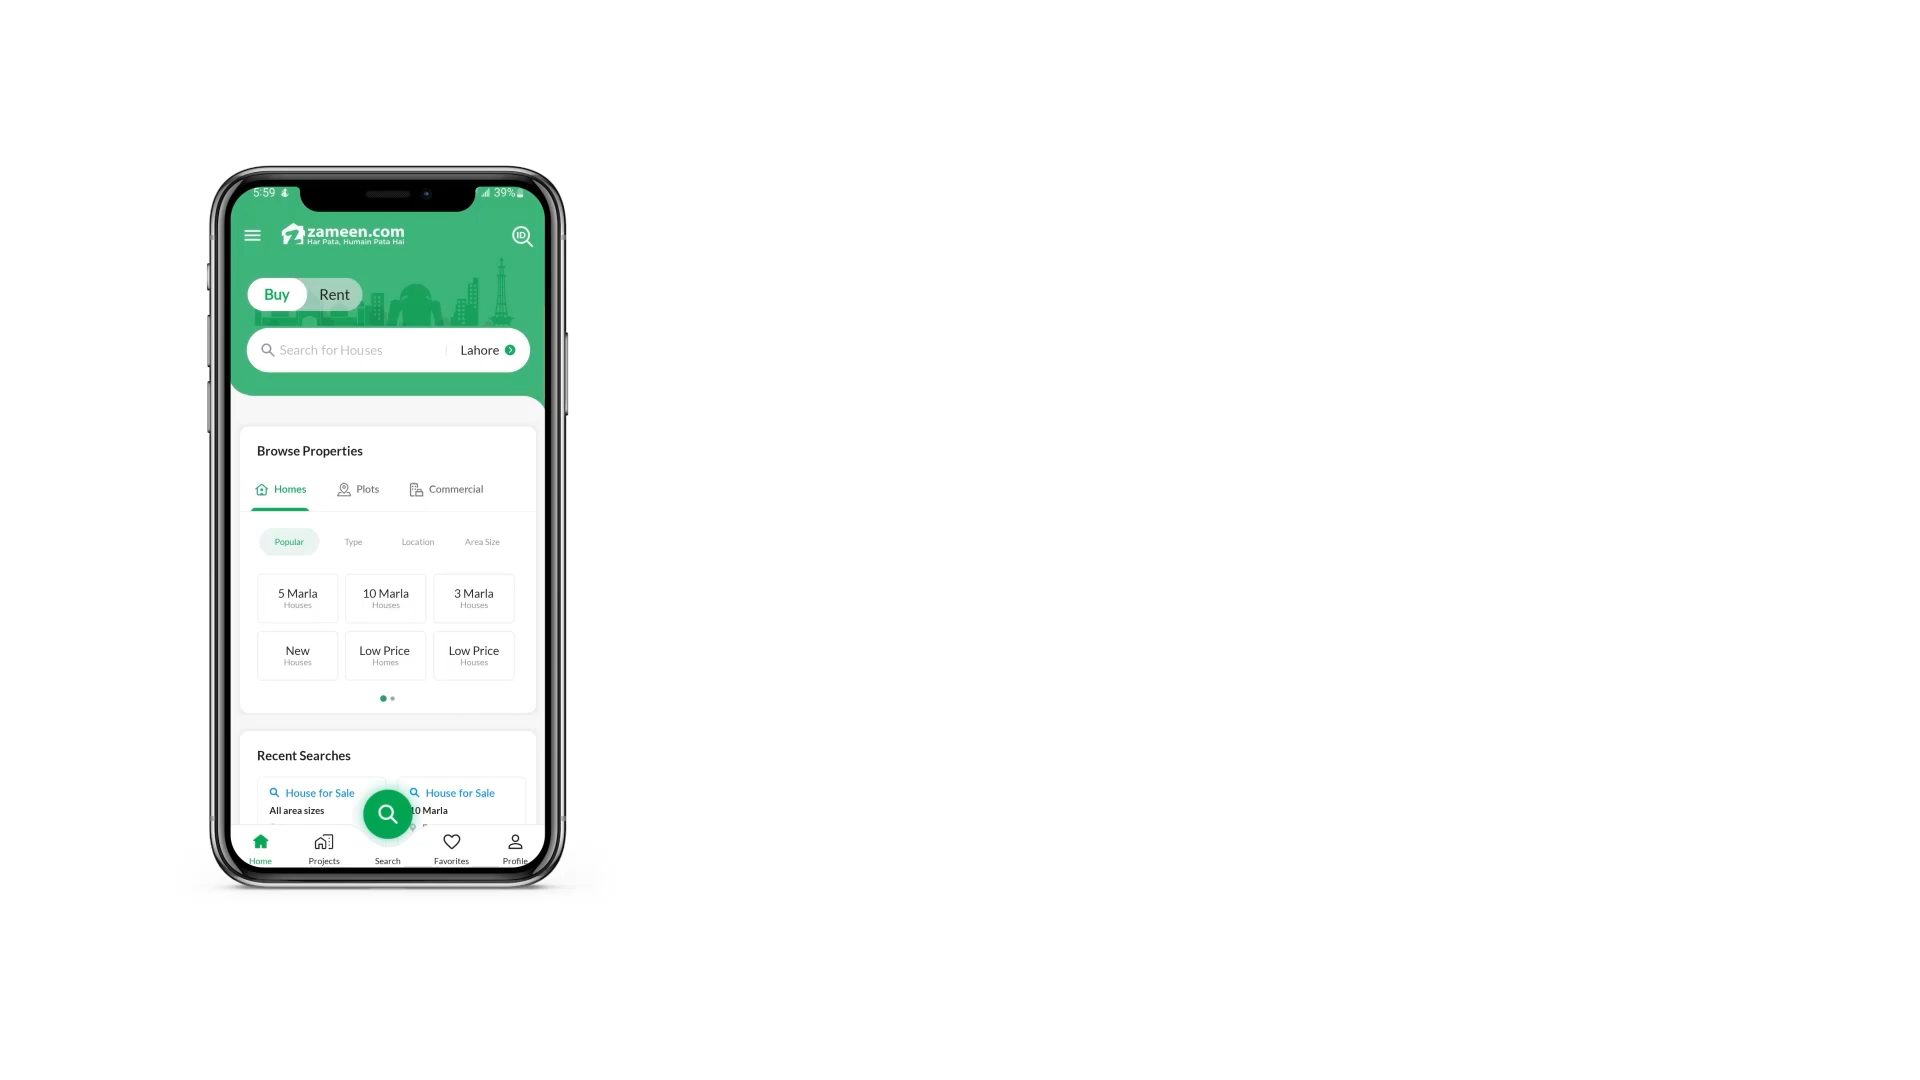 5:59
39%
zameen.com
Har Pata, Humain Pata Hai
ID
Buy
Rent
Search for Houses
Lahore
Browse Properties
Homes
Plots
Commercial
Popular
Type
Location
Area Size
5 Marla
Houses
10 Marla
Houses
3 Marla
Houses
New
Houses
Low Price
Homes
Low Price
Houses
Recent Searches
House for Sale
All area sizes
House for Sale
10 Marla
Home
Projects
Search
Favorites
Profile